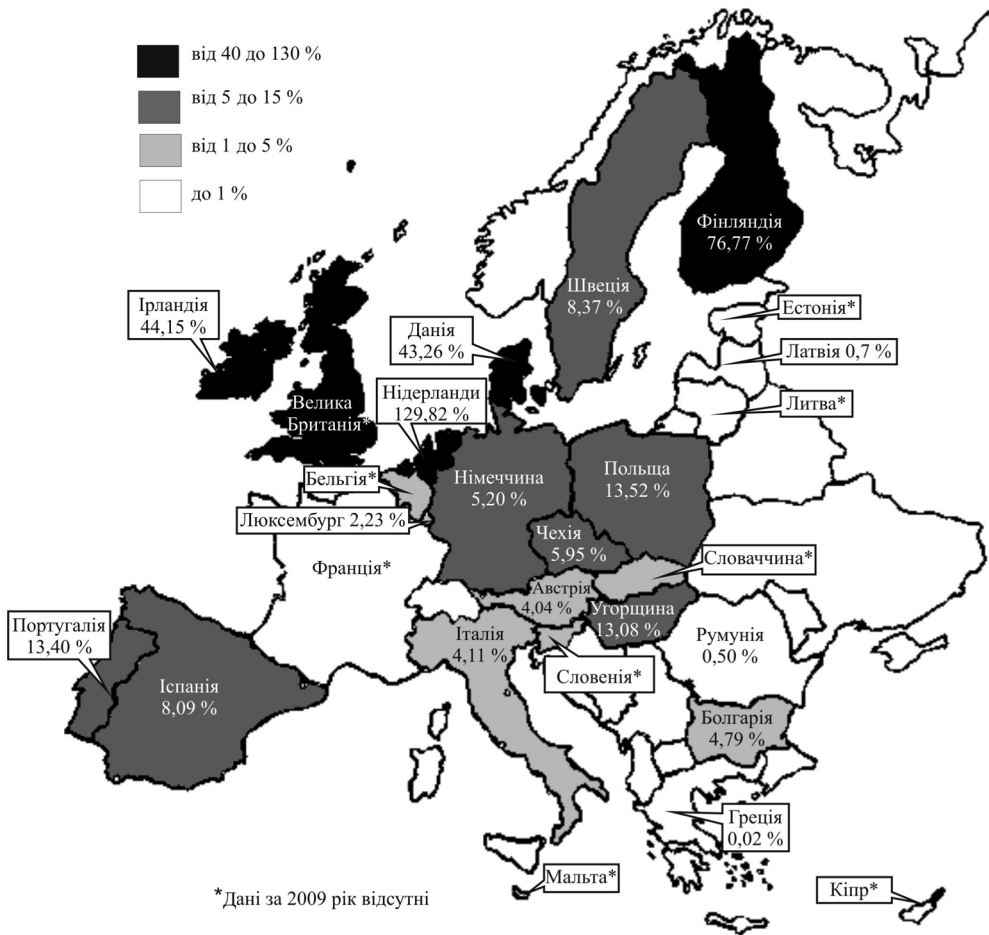 від 40 до 130 %
від 5 до 15 %
від 1 до 5 %
до 1 %
Фінляндія
76,77 %
Швеція
8,37 %
Ірландія
44,15 %
Естонія*
Данія
43,26 %
Латвія 0,7 %
Нідерланди
129,82 %
Велика
Британія*
Литва*
Бельгія*
Німеччина
5,20 %
Польща
13,52 %
Люксембург 2,23 %
Чехія
5,95 %
Словаччина*
Франція*
Австрія
4,04 %
Угорщина
13,08 %
Португалія
13,40 %
Італія
4,11 %
Румунія
0,50 %
Словенія*
Іспанія
8,09 %
Болгарія
4,79 %
Греція
0,02 %
Мальта*
Кіпр*
*Дані за 2009 рік відсутні